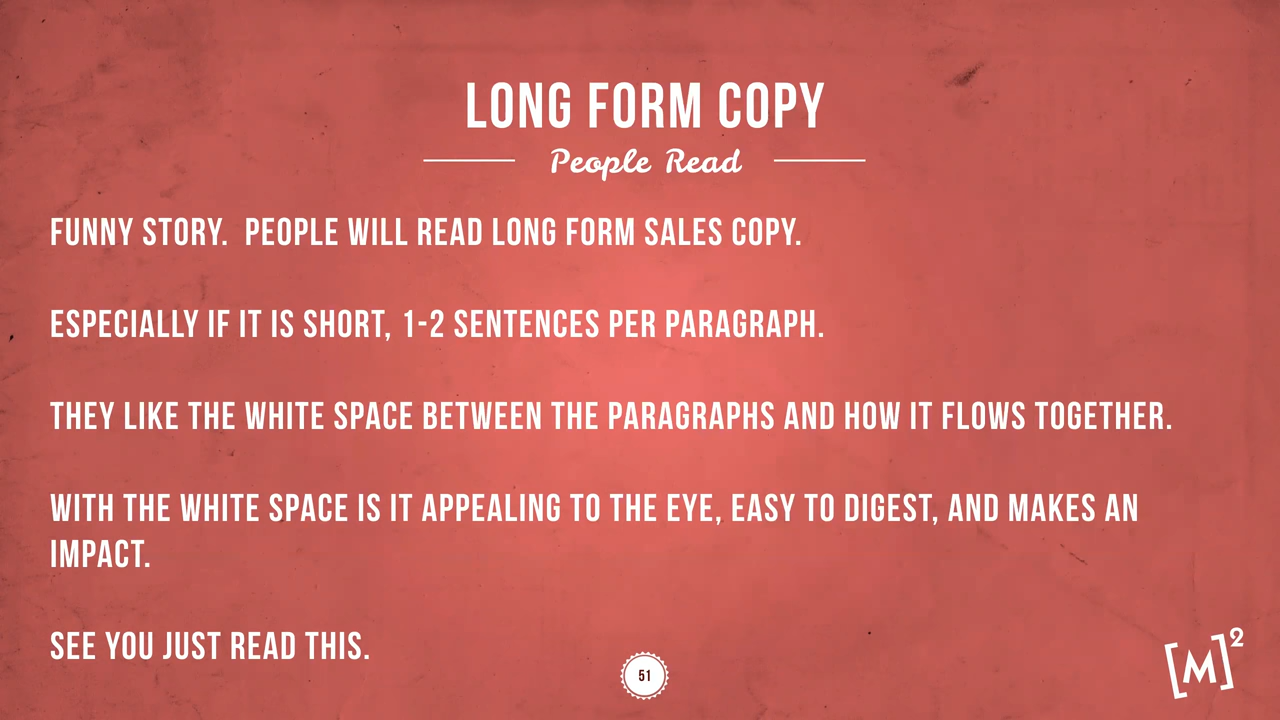 LONG FORM COPY
People Read
FUNNY STORY. PEOPLE WILL READ LONG FORM SALES COPY.
ESPECIALLY IF IT IS SHORT, 1-2 SENTENCES PER PARAGRAPH.
THEY LIKE THE WHITE SPACE BETWEEN THE PARAGRAPHS AND HOW IT FLOWS TOGETHER.
WITH THE WHITE SPACE IS IT APPEALING TO THE EYE, EASY TO DIGEST, AND MAKES AN
IMPACT.
SEE YOU JUST READ THIS.
51
[M]²